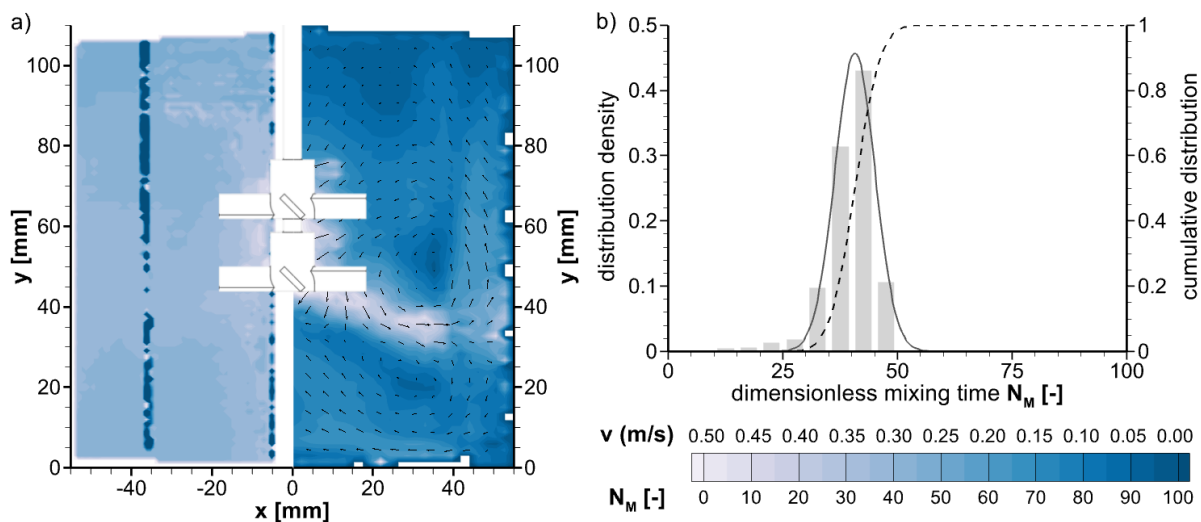 a)
100
80
60
40
20
0
y [mm]
-40
-20
0
20
40
x [mm]
100
80
60
40
20
0
y [mm]
b)
0.5
0.4
0.3
0.2
0.1
0
distribution density
1
0.8
0.6
0.4
0.2
0
cumulative distribution
0 25 50 75 100
dimensionless mixing time N_M [-]
v (m/s) 0.50 0.45 0.40 0.35 0.30 0.25 0.20 0.15 0.10 0.05 0.00
N_M [-] 0 10 20 30 40 50 60 70 80 90 100